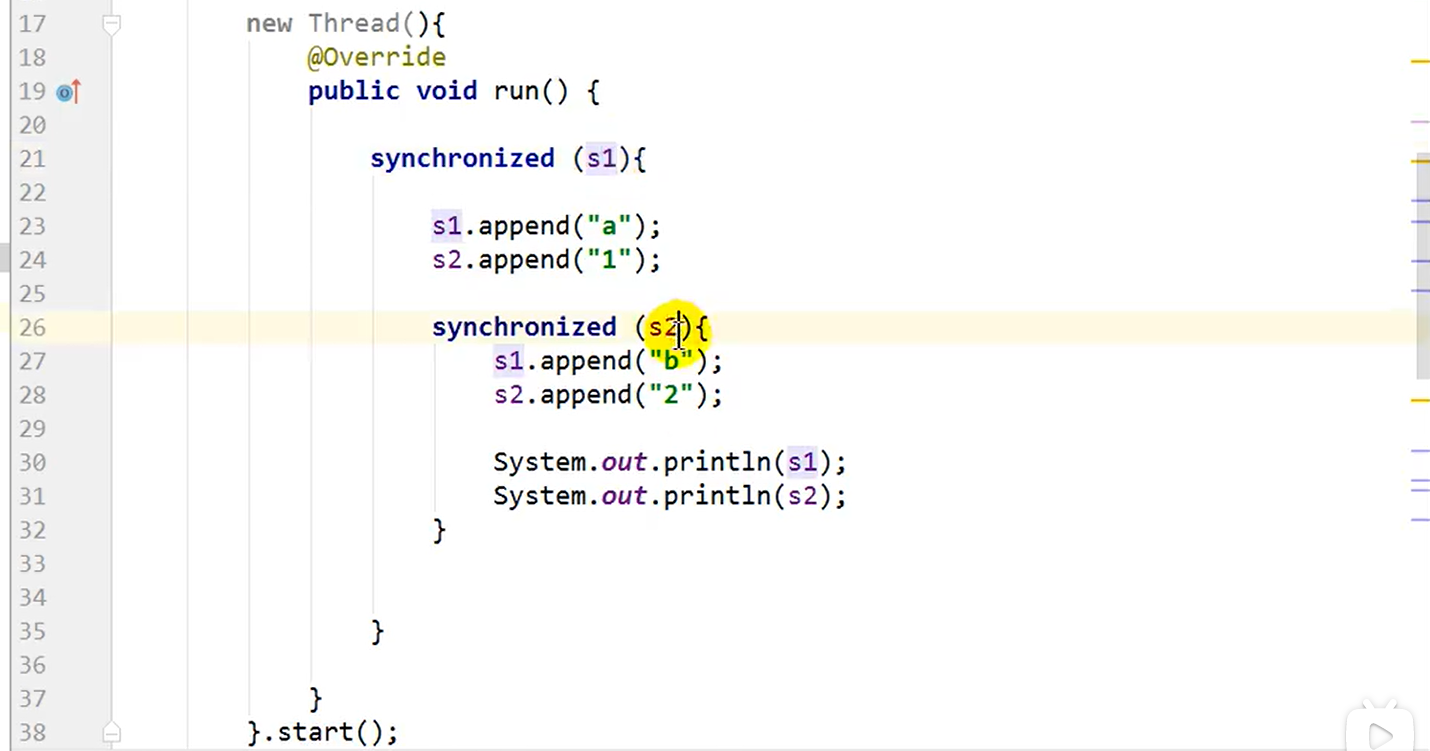 17 new Thread(){
18 @Override
19 public void run() {
20
21 synchronized (s1){
22
23 s1.append("a");
24 s2.append("1");
25
26 synchronized (s2){
27 s1.append("b");
28 s2.append("2");
29
30 System.out.println(s1);
31 System.out.println(s2);
32 }
33
34
35 }
36
37 }
38 }.start();